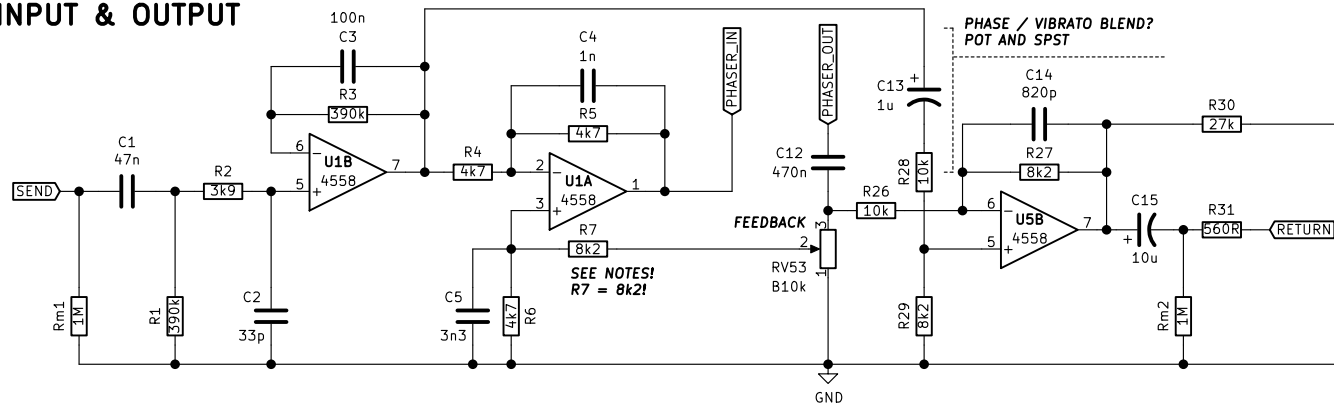 INPUT & OUTPUT
100n
C3
R3
390k
C4
1n
R5
4k7
PHASER_IN
PHASER_OUT
PHASE / VIBRATO BLEND?
POT AND SPST
C13
+
1u
C14
820p
R27
8k2
R30
27k
C1
47n
R2
3k9
6
−
U1B
4558
5
+
7
R4
4k7
2
−
U1A
4558
3
+
1
C12
470n
R28
10k
R26
10k
6
−
U5B
4558
5
+
7
C15
+
10u
R31
560R
SEND
RETURN
FEEDBACK
3
2
1
RV53
B10k
R7
8k2
SEE NOTES!
R7 = 8k2!
Rm1
1M
R1
390k
C2
33p
C5
3n3
4k7
R6
R29
8k2
Rm2
1M
GND